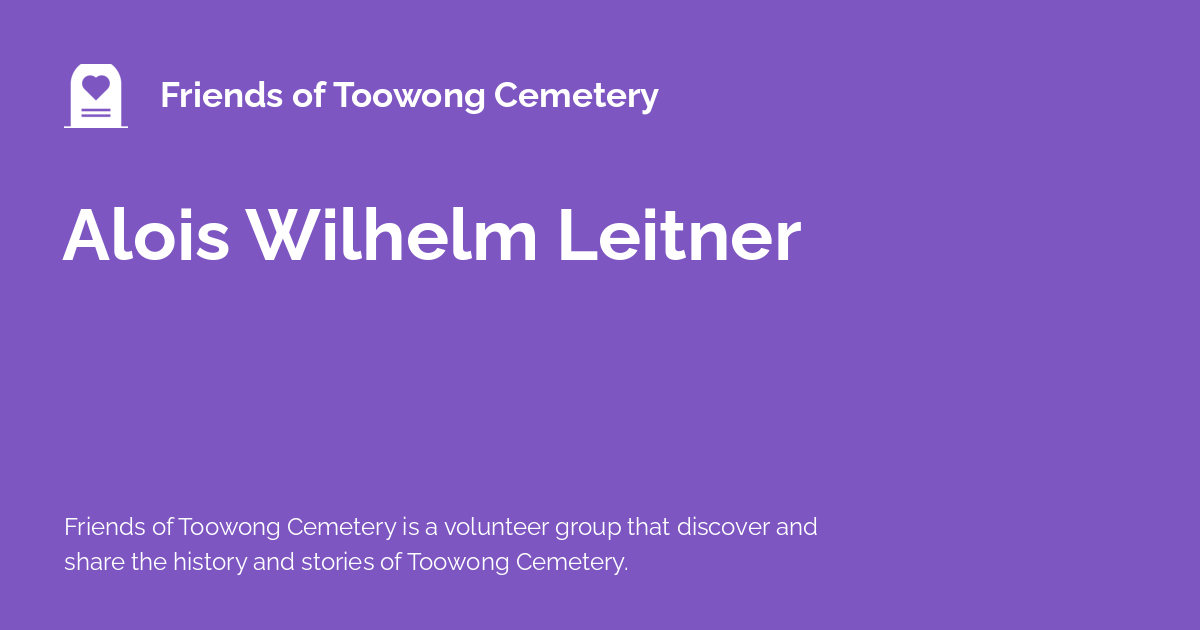 Friends of Toowong Cemetery
Alois Wilhelm Leitner
Friends of Toowong Cemetery is a volunteer group that discover and
share the history and stories of Toowong Cemetery.